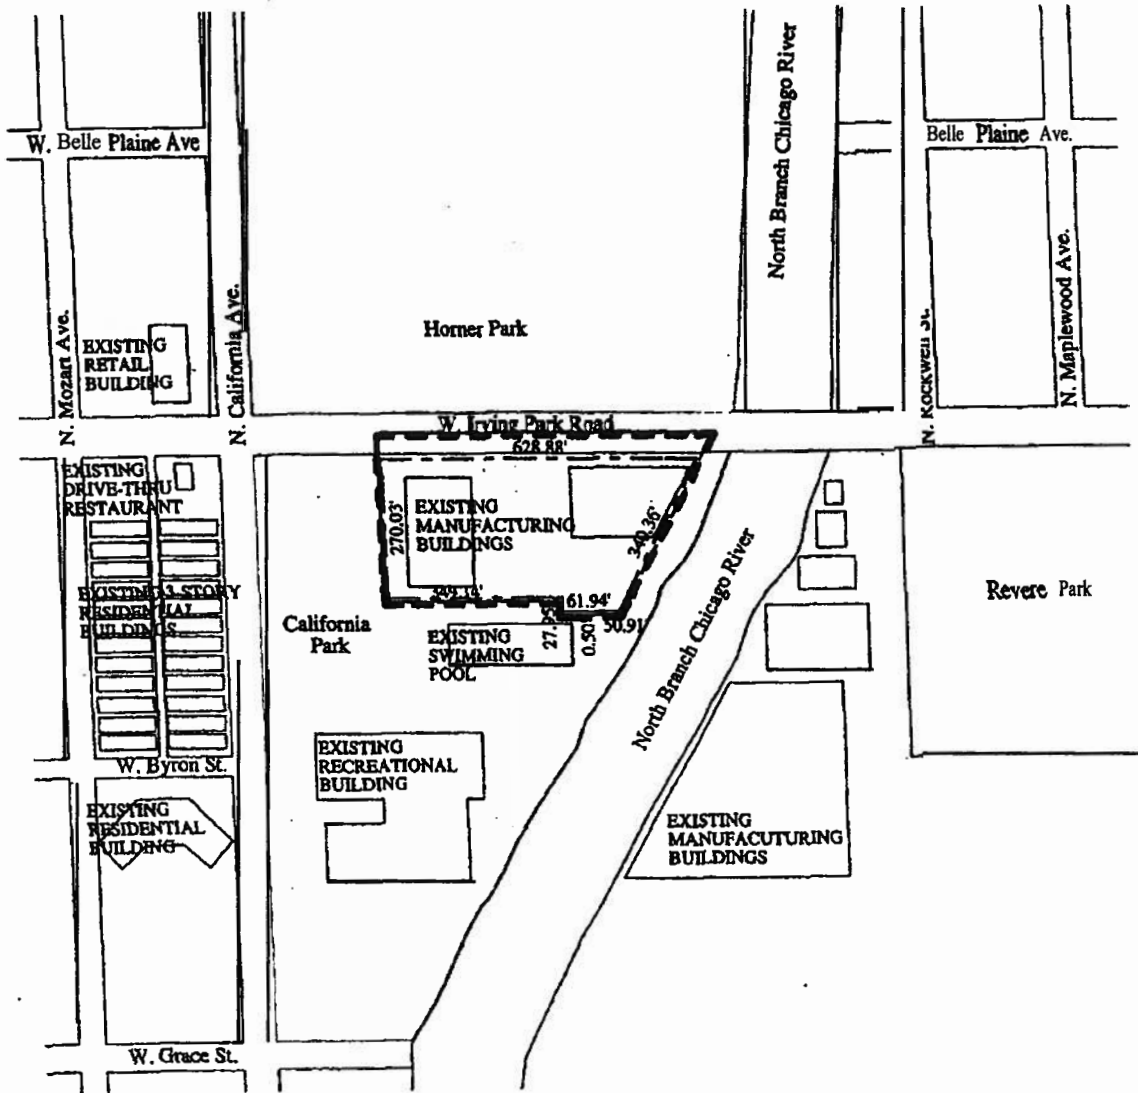 North Branch Chicago River
W. Belle Plaine Ave
Belle Plaine Ave.
N. Mozart Ave.
N. California Ave.
N. Rockwell St.
N. Maplewood Ave.
Horner Park
EXISTING
RETAIL
BUILDING
W. Irving Park Road
628.88'
EXISTING
DRIVE-THRU
RESTAURANT
270.03'
EXISTING
MANUFACTURING
BUILDINGS
340.36'
61.94'
27.95'
0.50'
50.91'
EXISTING 3-STORY
RESIDENTIAL
BUILDINGS
California
Park
EXISTING
SWIMMING
POOL
North Branch Chicago River
Revere Park
EXISTING
RECREATIONAL
BUILDING
W. Byron St.
EXISTING
RESIDENTIAL
BUILDING
EXISTING
MANUFACUTURING
BUILDINGS
W. Grace St.